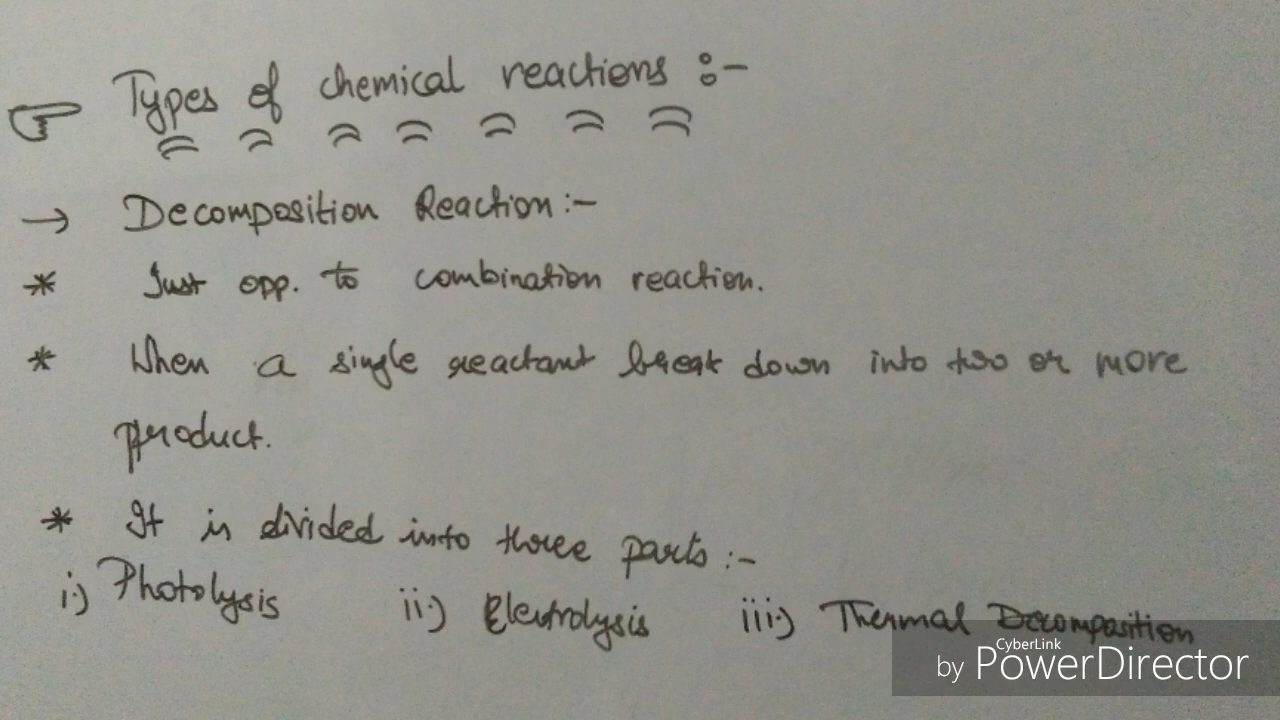 Types of chemical reactions :-
→ Decomposition Reaction :-
* Just opp. to combination reaction.
* When a single reactant break down into two or more
product.
* It is divided into three parts :-
i.) Photolysis ii.) Electrolysis iii.) Thermal Decomposition
CyberLink
by PowerDirector